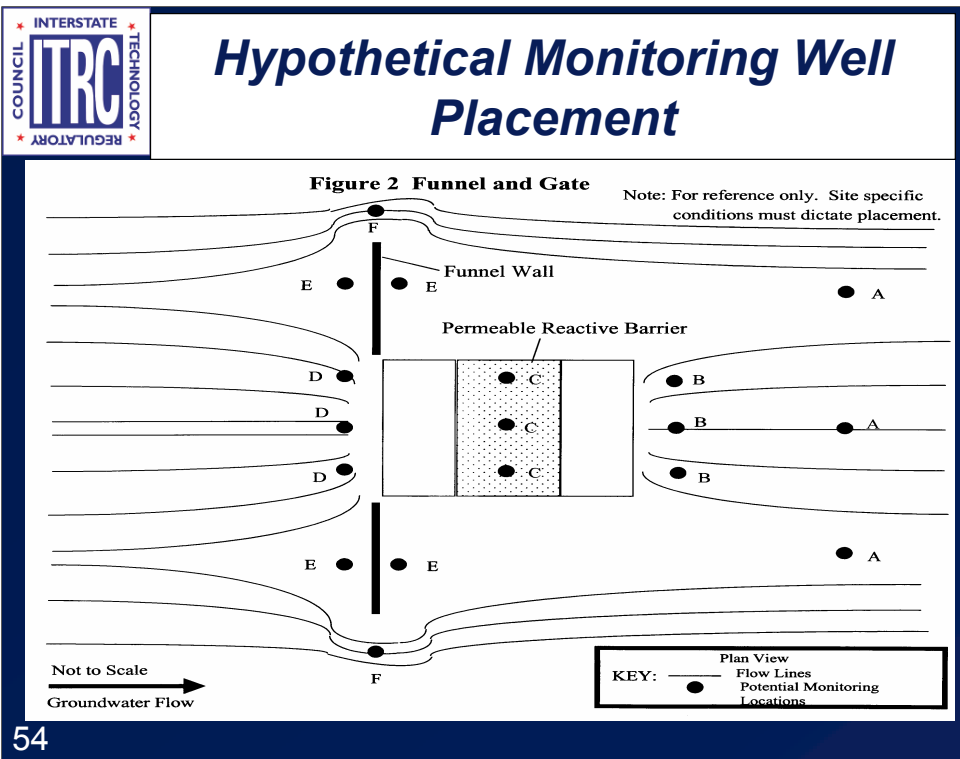 INTERSTATE
TECHNOLOGY
REGULATORY
COUNCIL
ITRC
Hypothetical Monitoring Well
Placement
Figure 2 Funnel and Gate
Note: For reference only. Site specific
conditions must dictate placement.
F
Funnel Wall
E
E
A
Permeable Reactive Barrier
D
C
B
D
C
B
A
D
C
B
E
E
A
F
Not to Scale
Groundwater Flow
Plan View
KEY:
Flow Lines
Potential Monitoring
Locations
54